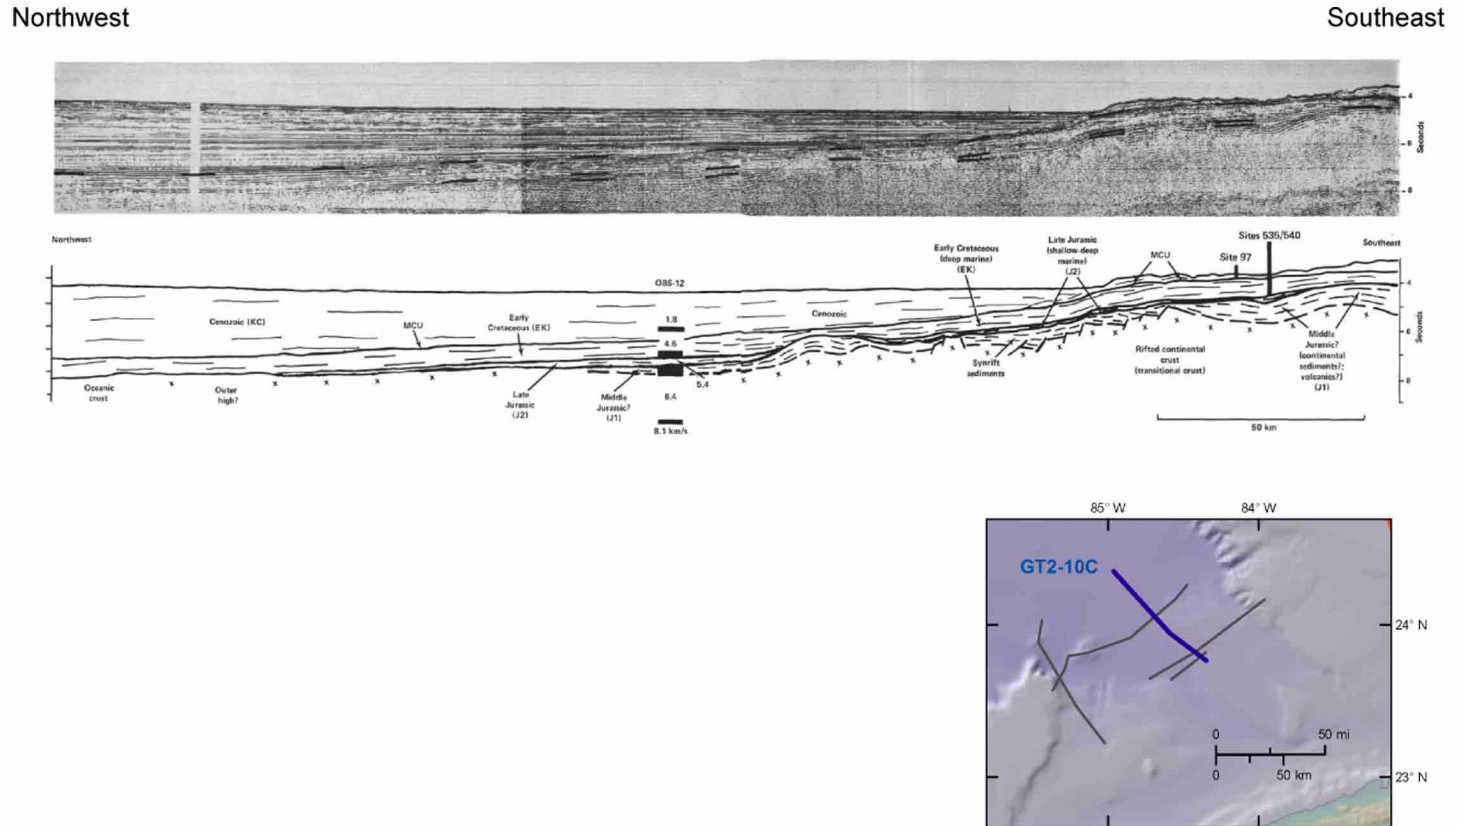 Northwest
Southeast
4
6
8
Seconds
Northwest
Southeast
Early Cretaceous
(deep marine)
(EK)
Late Jurassic
(shallow-deep
marine)
(J2)
MCU
Site 97
Sites 535/540
OBS-12
Cenozoic (KC)
MCU
Early
Cretaceous (EK)
1.8
4.6
5.4
6.4
8.1 km/s
Cenozoic
Oceanic
crust
Outer
high?
Late
Jurassic
(J2)
Middle
Jurassic?
(J1)
Synrift
sediments
Rifted continental
crust
(transitional crust)
Middle
Jurassic?
(continental
sediments?;
volcanics?)
(J1)
4
6
8
Seconds
50 km
85° W
84° W
GT2-10C
24° N
23° N
0
50 mi
0
50 km